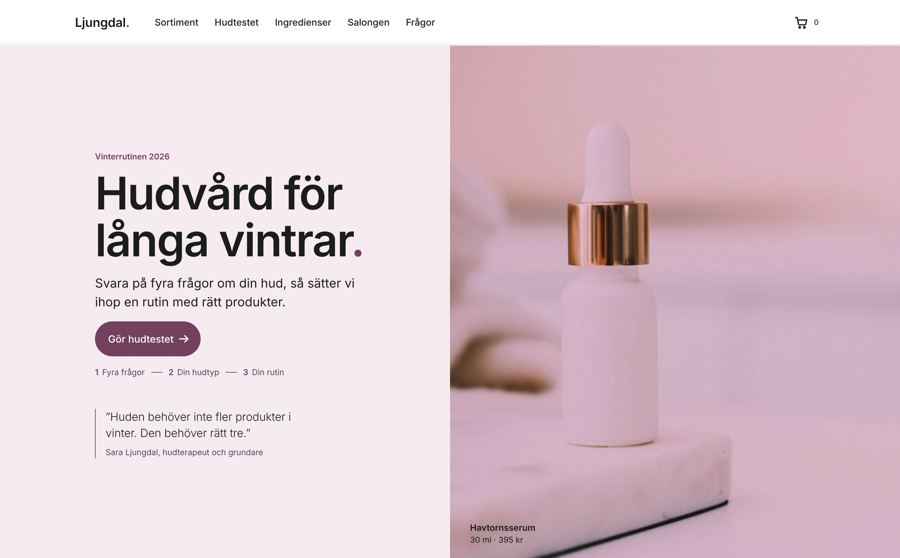 Ljungdal.
Sortiment
Hudtestet
Ingredienser
Salongen
Frågor
0
Vinterrutinen 2026
Hudvård för
långa vintrar.
Svara på fyra frågor om din hud, så sätter vi
ihop en rutin med rätt produkter.
Gör hudtestet →
1 Fyra frågor — 2 Din hudtyp — 3 Din rutin
”Huden behöver inte fler produkter i
vinter. Den behöver rätt tre.”
Sara Ljungdal, hudterapeut och grundare
Havtornsserum
30 ml · 395 kr